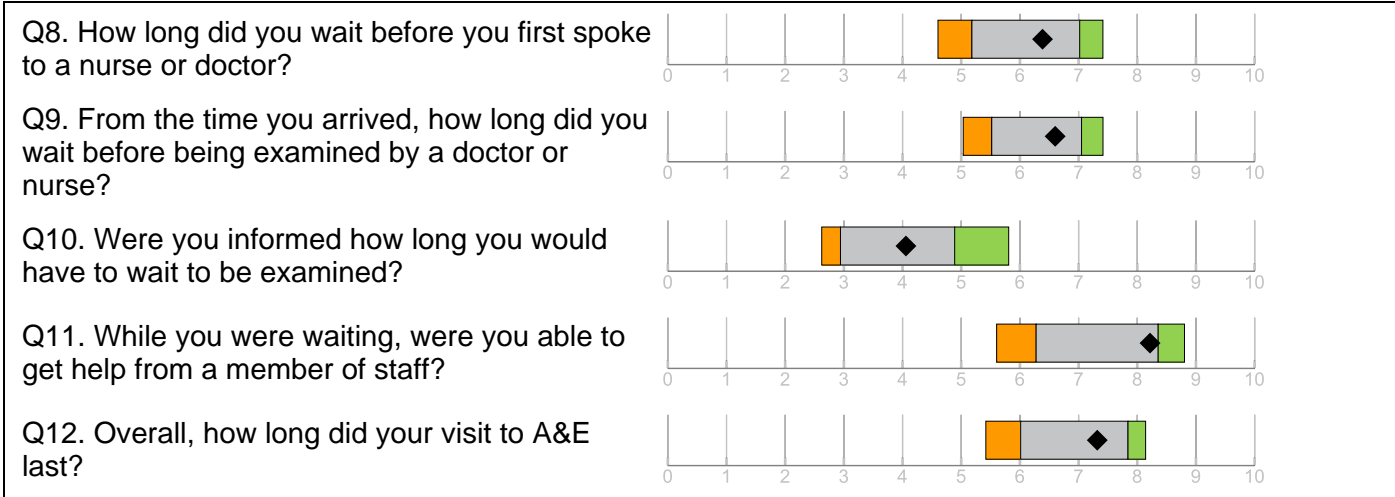 Q8. How long did you wait before you first spoke
to a nurse or doctor?
0 1 2 3 4 5 6 7 8 9 10
Q9. From the time you arrived, how long did you
wait before being examined by a doctor or
nurse?
0 1 2 3 4 5 6 7 8 9 10
Q10. Were you informed how long you would
have to wait to be examined?
0 1 2 3 4 5 6 7 8 9 10
Q11. While you were waiting, were you able to
get help from a member of staff?
0 1 2 3 4 5 6 7 8 9 10
Q12. Overall, how long did your visit to A&E
last?
0 1 2 3 4 5 6 7 8 9 10